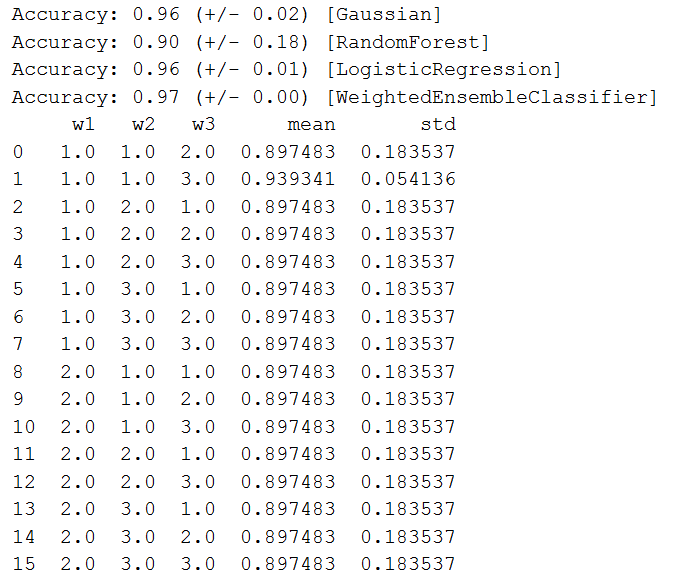 Accuracy: 0.96 (+/- 0.02) [Gaussian]
Accuracy: 0.90 (+/- 0.18) [RandomForest]
Accuracy: 0.96 (+/- 0.01) [LogisticRegression]
Accuracy: 0.97 (+/- 0.00) [WeightedEnsembleClassifier]
w1 w2 w3 mean std
0 1.0 1.0 2.0 0.897483 0.183537
1 1.0 1.0 3.0 0.939341 0.054136
2 1.0 2.0 1.0 0.897483 0.183537
3 1.0 2.0 2.0 0.897483 0.183537
4 1.0 2.0 3.0 0.897483 0.183537
5 1.0 3.0 1.0 0.897483 0.183537
6 1.0 3.0 2.0 0.897483 0.183537
7 1.0 3.0 3.0 0.897483 0.183537
8 2.0 1.0 1.0 0.897483 0.183537
9 2.0 1.0 2.0 0.897483 0.183537
10 2.0 1.0 3.0 0.897483 0.183537
11 2.0 2.0 1.0 0.897483 0.183537
12 2.0 2.0 3.0 0.897483 0.183537
13 2.0 3.0 1.0 0.897483 0.183537
14 2.0 3.0 2.0 0.897483 0.183537
15 2.0 3.0 3.0 0.897483 0.183537